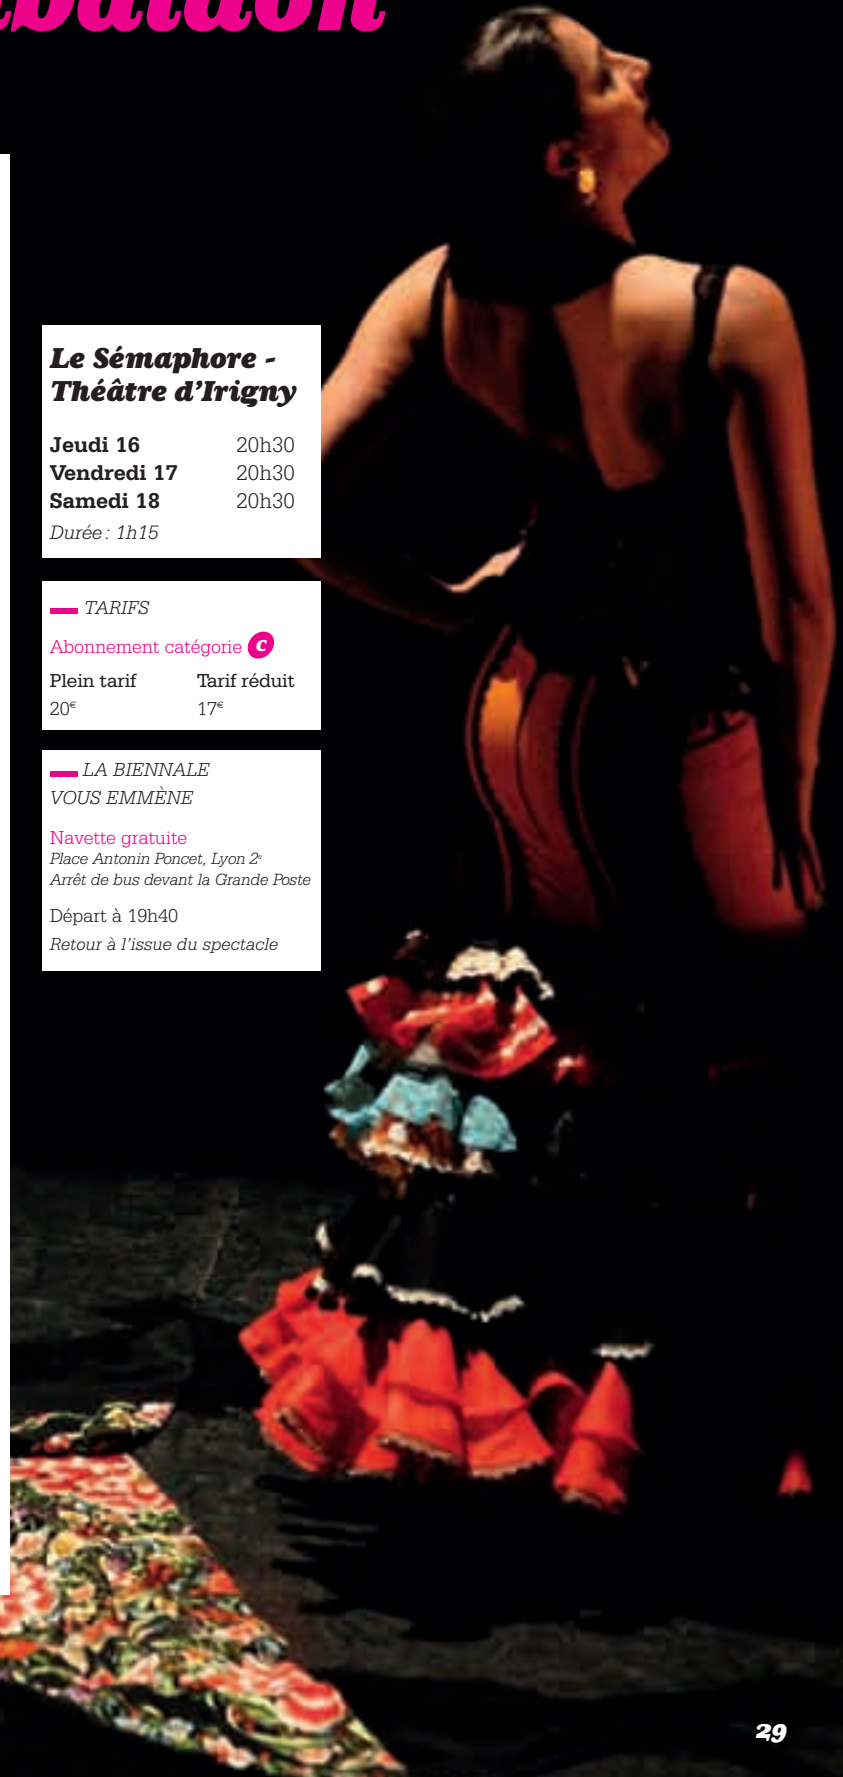 Le Sémaphore -
Théâtre d'Irigny
Jeudi 16 20h30
Vendredi 17 20h30
Samedi 18 20h30
Durée : 1h15
TARIFS
Abonnement catégorie C
Plein tarif Tarif réduit
20€ 17€
LA BIENNALE
VOUS EMMÈNE
Navette gratuite
Place Antonin Poncet, Lyon 2e
Arrêt de bus devant la Grande Poste
Départ à 19h40
Retour à l'issue du spectacle
29